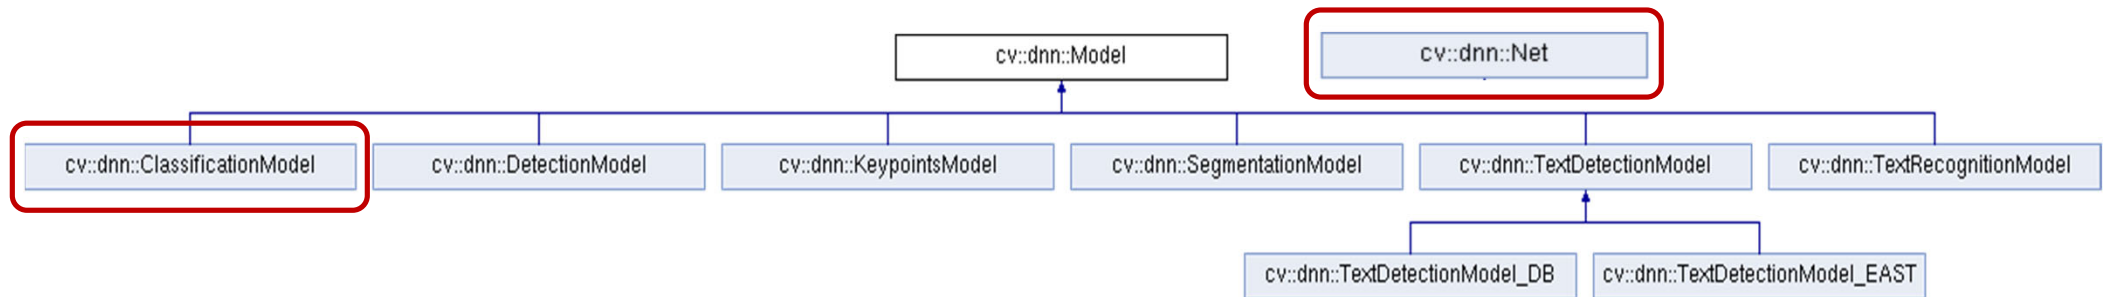 cv::dnn::Model
cv::dnn::Net
cv::dnn::ClassificationModel
cv::dnn::DetectionModel
cv::dnn::KeypointsModel
cv::dnn::SegmentationModel
cv::dnn::TextDetectionModel
cv::dnn::TextRecognitionModel
cv::dnn::TextDetectionModel_DB
cv::dnn::TextDetectionModel_EAST